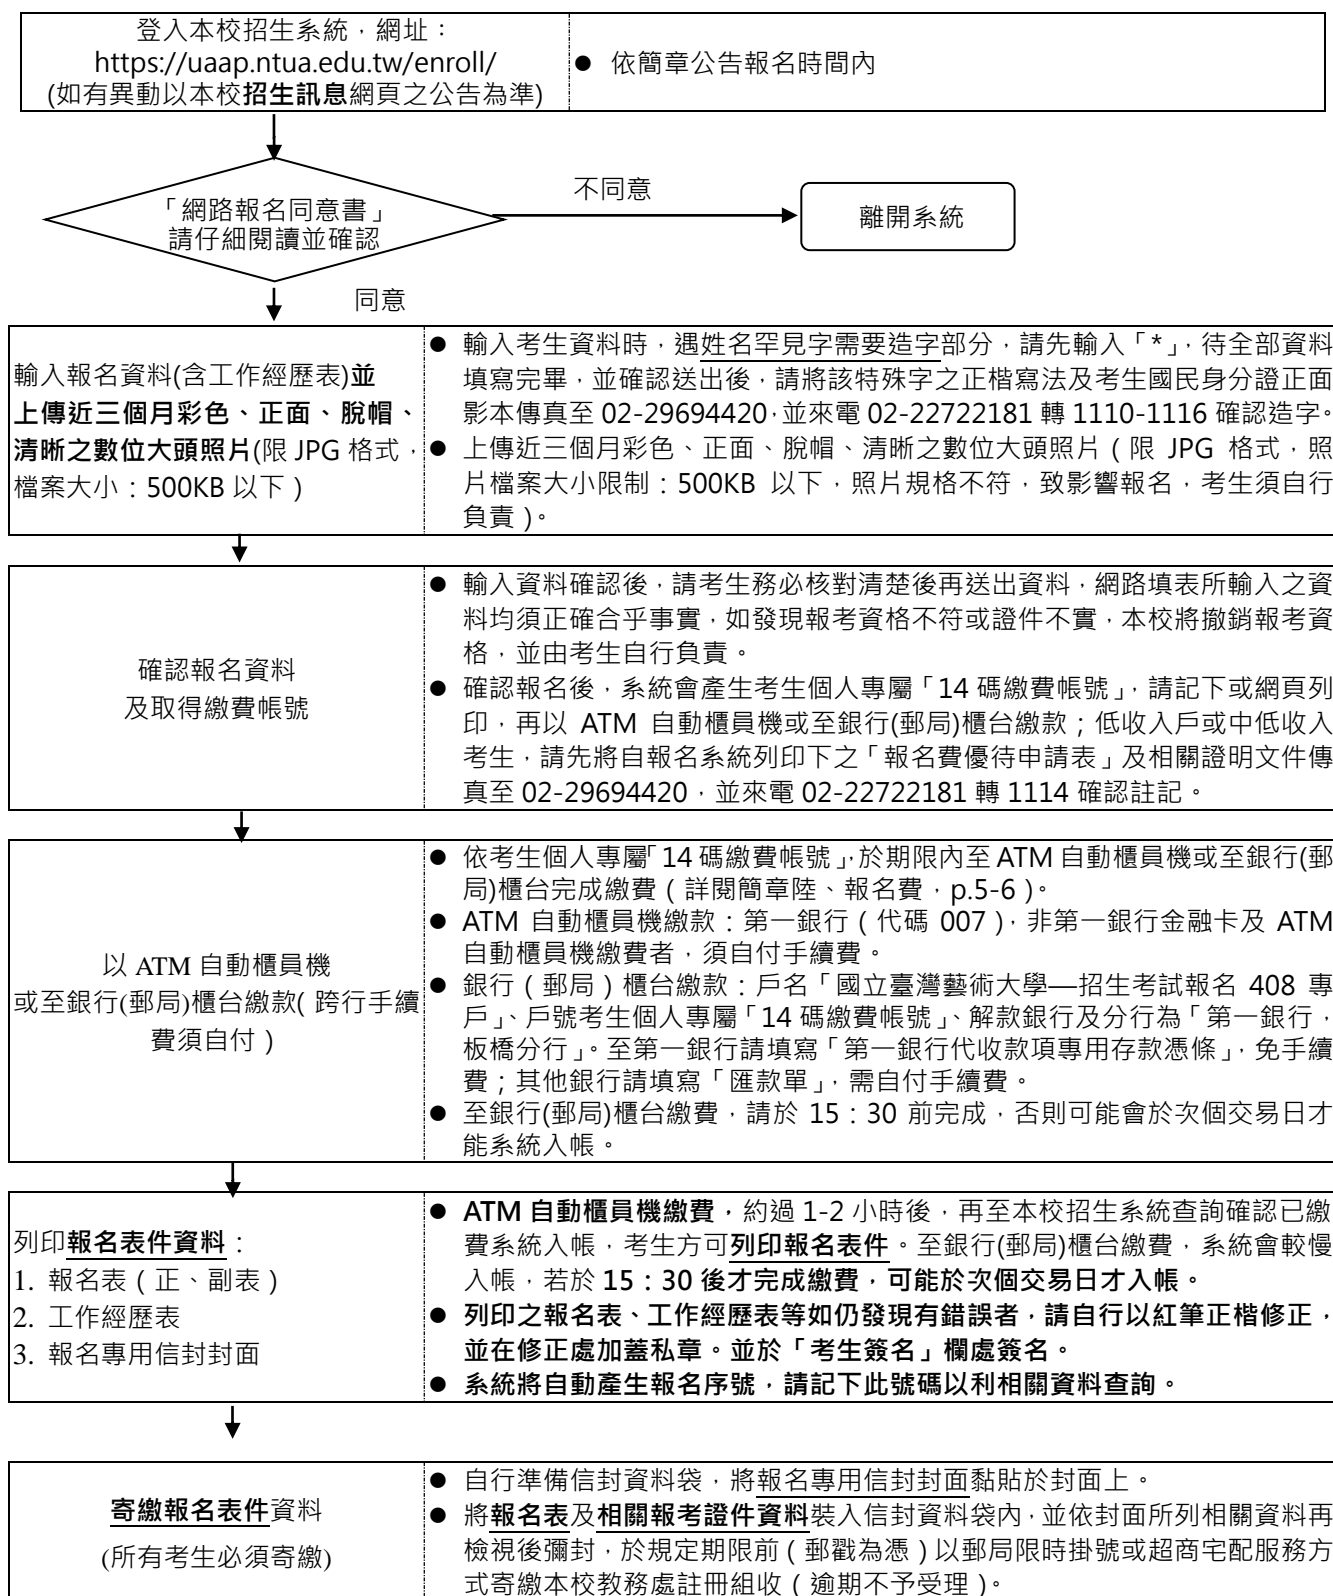 登入本校招生系統，網址：
https://uaap.ntua.edu.tw/enroll/
(如有異動以本校招生訊息網頁之公告為準)
● 依簡章公告報名時間內
「網路報名同意書」
請仔細閱讀並確認
不同意
離開系統
同意
輸入報名資料(含工作經歷表)並
上傳近三個月彩色、正面、脫帽、
清晰之數位大頭照片(限 JPG 格式，
檔案大小：500KB 以下）
● 輸入考生資料時，遇姓名罕見字需要造字部分，請先輸入「*」，待全部資料
填寫完畢，並確認送出後，請將該特殊字之正楷寫法及考生國民身分證正面
影本傳真至 02-29694420，並來電 02-22722181 轉 1110-1116 確認造字。
● 上傳近三個月彩色、正面、脫帽、清晰之數位大頭照片（限 JPG 格式，照
片檔案大小限制：500KB 以下，照片規格不符，致影響報名，考生須自行
負責）。
確認報名資料
及取得繳費帳號
● 輸入資料確認後，請考生務必核對清楚後再送出資料，網路填表所輸入之資
料均須正確合乎事實，如發現報考資格不符或證件不實，本校將撤銷報考資
格，並由考生自行負責。
● 確認報名後，系統會產生考生個人專屬「14 碼繳費帳號」，請記下或網頁列
印，再以 ATM 自動櫃員機或至銀行(郵局)櫃台繳款；低收入戶或中低收入
考生，請先將自報名系統列印下之「報名費優待申請表」及相關證明文件傳
真至 02-29694420，並來電 02-22722181 轉 1114 確認註記。
以 ATM 自動櫃員機
或至銀行(郵局)櫃台繳款（跨行手續
費須自付）
● 依考生個人專屬「14 碼繳費帳號」，於期限內至 ATM 自動櫃員機或至銀行(郵
局)櫃台完成繳費（詳閱簡章陸、報名費，p.5-6）。
● ATM 自動櫃員機繳款：第一銀行（代碼 007），非第一銀行金融卡及 ATM
自動櫃員機繳費者，須自付手續費。
● 銀行（郵局）櫃台繳款：戶名「國立臺灣藝術大學—招生考試報名 408 專
戶」、戶號考生個人專屬「14 碼繳費帳號」、解款銀行及分行為「第一銀行，
板橋分行」。至第一銀行請填寫「第一銀行代收款項專用存款憑條」，免手續
費；其他銀行請填寫「匯款單」，需自付手續費。
● 至銀行(郵局)櫃台繳費，請於 15：30 前完成，否則可能會於次個交易日才
能系統入帳。
列印報名表件資料：
1. 報名表（正、副表）
2. 工作經歷表
3. 報名專用信封封面
● ATM 自動櫃員機繳費，約過 1-2 小時後，再至本校招生系統查詢確認已繳
費系統入帳，考生方可列印報名表件。至銀行(郵局)櫃台繳費，系統會較慢
入帳，若於 15：30 後才完成繳費，可能於次個交易日才入帳。
● 列印之報名表、工作經歷表等如仍發現有錯誤者，請自行以紅筆正楷修正，
並在修正處加蓋私章。並於「考生簽名」欄處簽名。
● 系統將自動產生報名序號，請記下此號碼以利相關資料查詢。
寄繳報名表件資料
(所有考生必須寄繳)
● 自行準備信封資料袋，將報名專用信封封面黏貼於封面上。
● 將報名表及相關報考證件資料裝入信封資料袋內，並依封面所列相關資料再
檢視後彌封，於規定期限前（郵戳為憑）以郵局限時掛號或超商宅配服務方
式寄繳本校教務處註冊組收（逾期不予受理）。